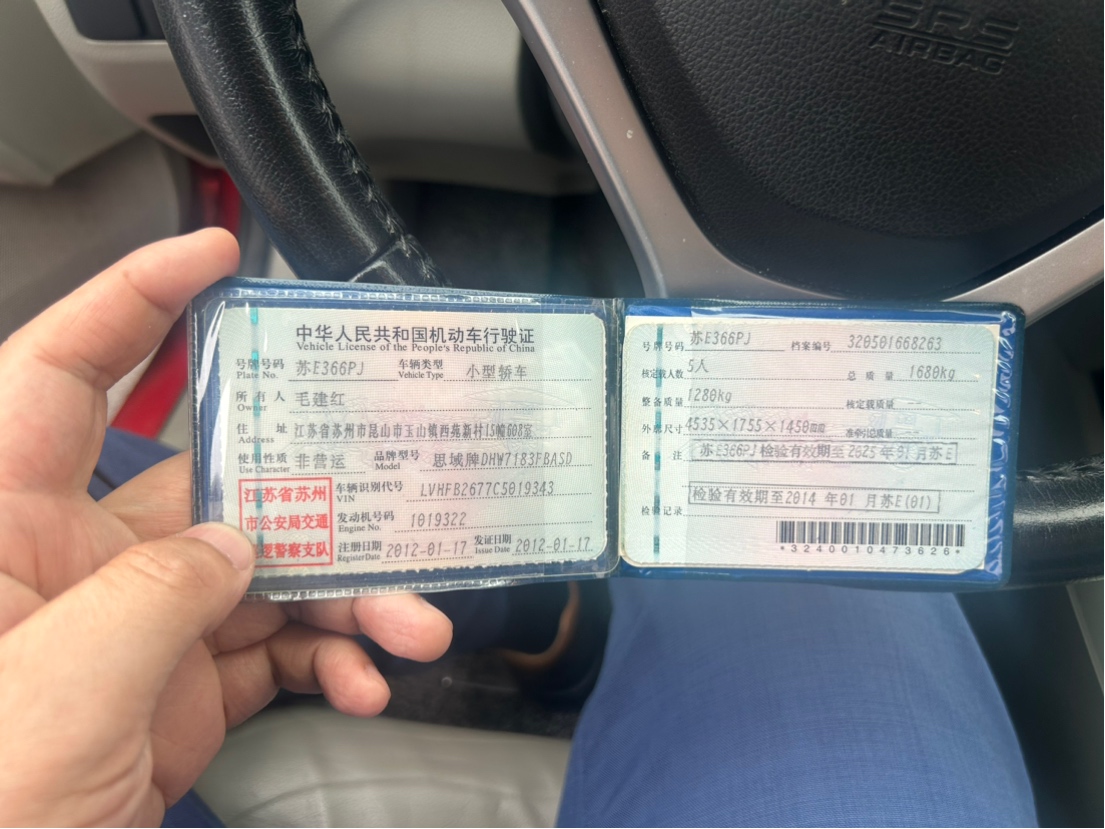 SRS
AIRBAG
中华人民共和国机动车行驶证
Vehicle License of the People's Republic of China
号牌号码 苏E366PJ 车辆类型 小型轿车
Plate No. Vehicle Type
所有人 毛建红
Owner
住址 江苏省苏州市昆山市玉山镇西苑新村15幢608室
Address
使用性质 非营运 品牌型号 思域牌DHW7183FBASD
Use Character Model
江苏省苏州
市公安局交通
警察支队
车辆识别代号 LVHFB2677C5019343
VIN
发动机号码 1019322
Engine No.
注册日期 2012-01-17 发证日期 2012-01-17
Register Date Issue Date
号牌号码 苏E366PJ 档案编号 320501668263
核定载人数 5人 总质量 1680kg
整备质量 1280kg 核定载质量
外廓尺寸 4535×1755×1450mm 准牵引总质量
备注 苏E366PJ检验有效期至2025年01月苏E
检验有效期至2014年01月苏E(01)
检验记录
*3240010473626*